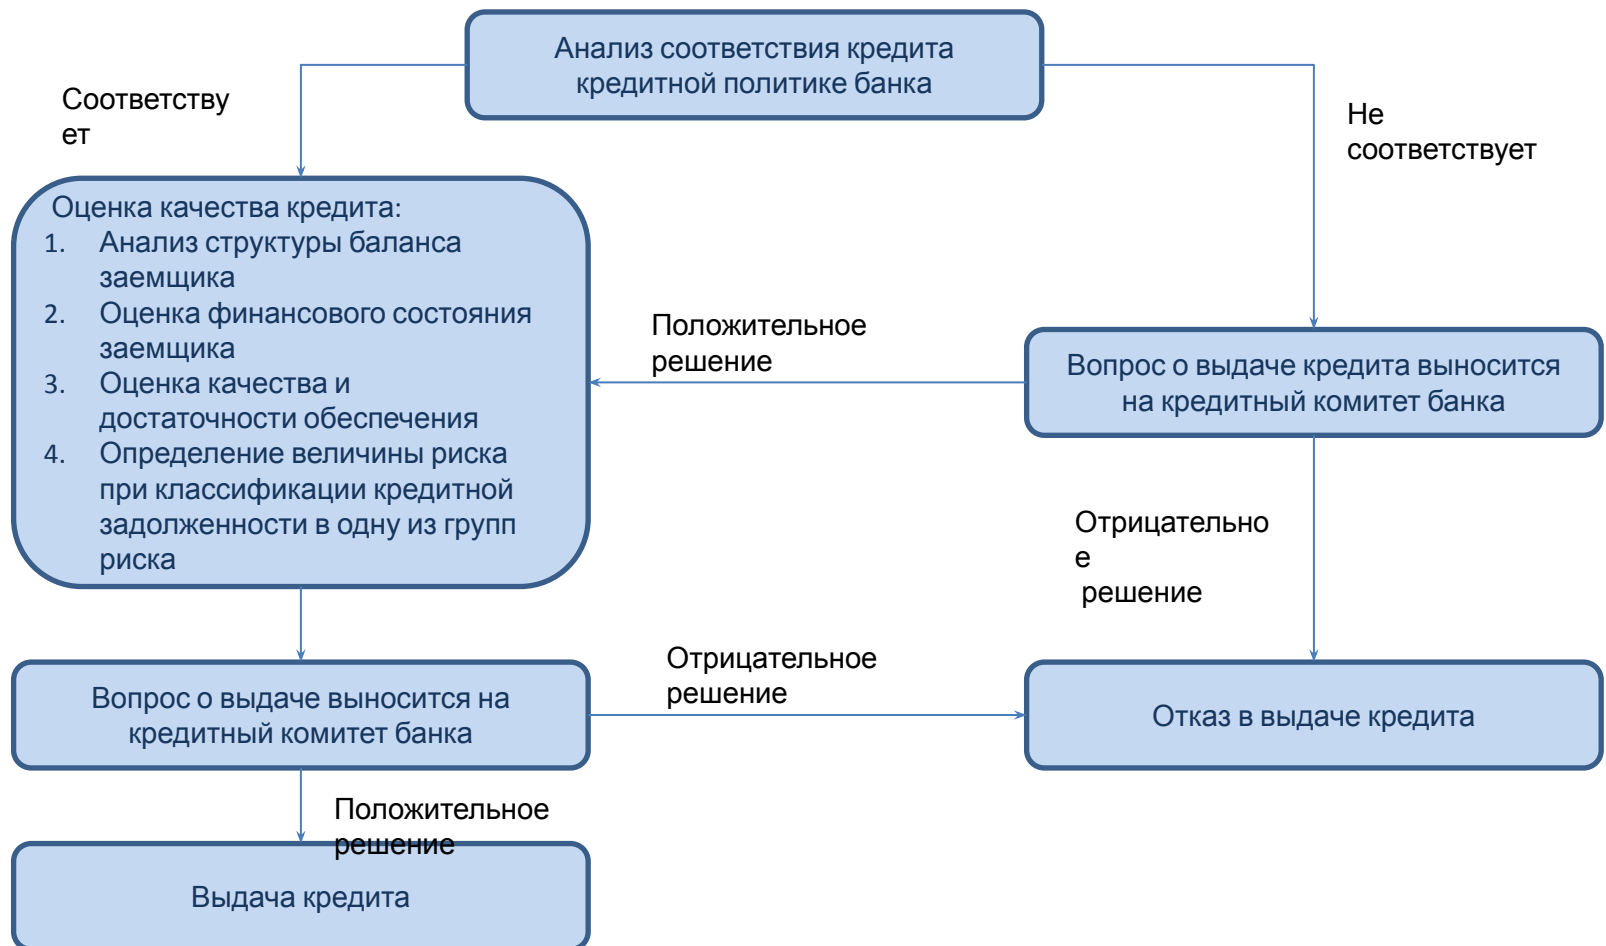 Анализ соответствия кредита
кредитной политике банка
Соответству
ет
Не
соответствует
Оценка качества кредита:
1. Анализ структуры баланса
заемщика
2. Оценка финансового состояния
заемщика
3. Оценка качества и
достаточности обеспечения
4. Определение величины риска
при классификации кредитной
задолженности в одну из групп
риска
Положительное
решение
Вопрос о выдаче кредита выносится
на кредитный комитет банка
Отрицательно
е
решение
Вопрос о выдаче выносится на
кредитный комитет банка
Отрицательное
решение
Отказ в выдаче кредита
Положительное
решение
Выдача кредита